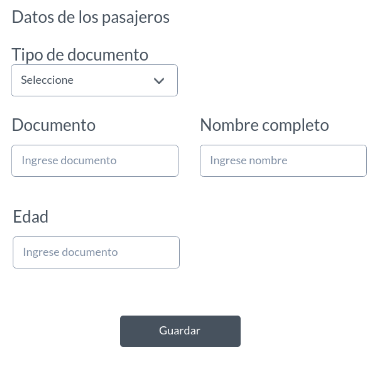 Datos de los pasajeros
Tipo de documento
Seleccione
Documento
Nombre completo
Ingrese documento
Ingrese nombre
Edad
Ingrese documento
Guardar